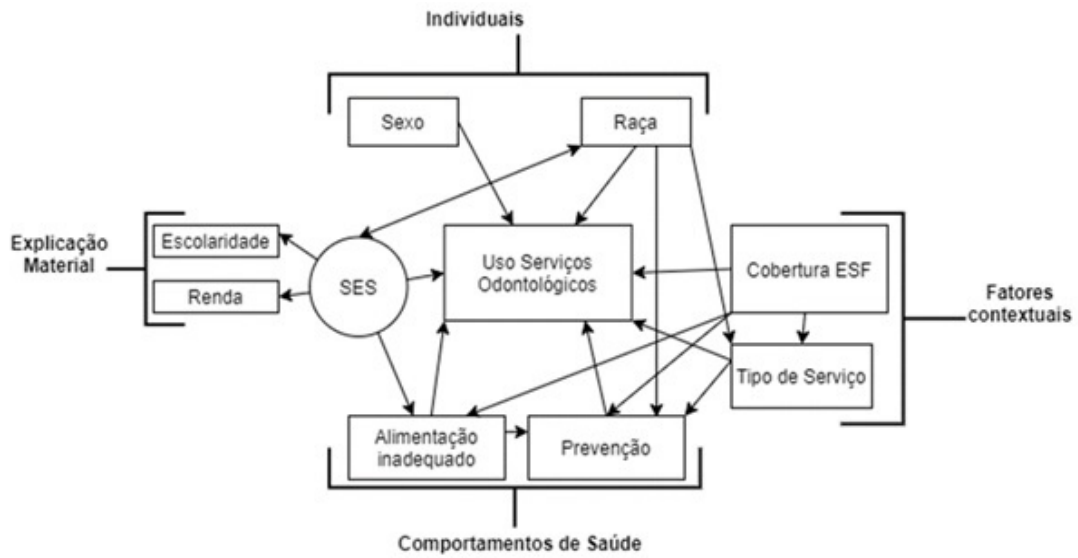 Individuais
Sexo
Raça
Explicação
Material
Escolaridade
Renda
SES
Uso Serviços
Odontológicos
Cobertura ESF
Tipo de Serviço
Fatores
contextuais
Alimentação
inadequado
Prevenção
Comportamentos de Saúde